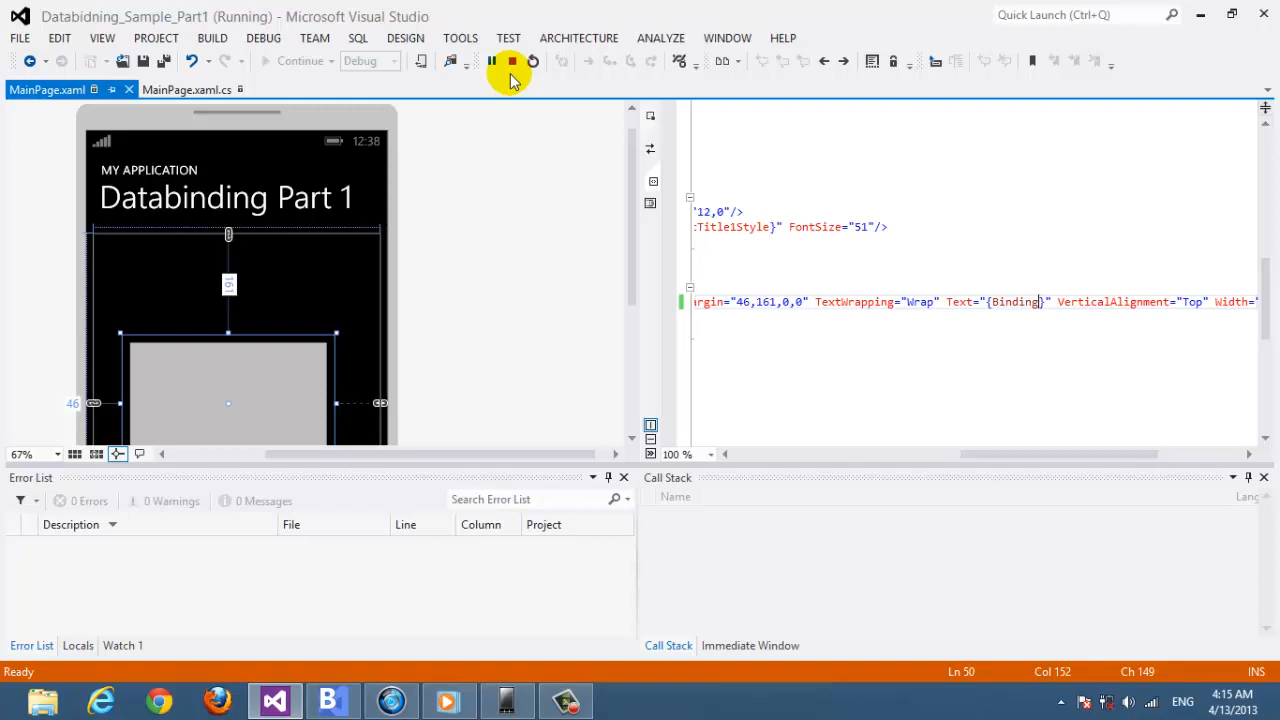 Databidning_Sample_Part1 (Running) - Microsoft Visual Studio
Quick Launch (Ctrl+Q)
FILE EDIT VIEW PROJECT BUILD DEBUG TEAM SQL DESIGN TOOLS TEST ARCHITECTURE ANALYZE WINDOW HELP
Continue Debug
MainPage.xaml MainPage.xaml.cs
12:38
MY APPLICATION
Databinding Part 1
161
46
"12,0"/>
:Title1Style}" FontSize="51"/>
rgin="46,161,0,0" TextWrapping="Wrap" Text="{Binding}" VerticalAlignment="Top" Width="
67% 100 %
Error List
0 Errors 0 Warnings 0 Messages Search Error List
Description File Line Column Project
Call Stack
Name Lang
Error List Locals Watch 1 Call Stack Immediate Window
Ready Ln 50 Col 152 Ch 149 INS
ENG 4:15 AM
4/13/2013